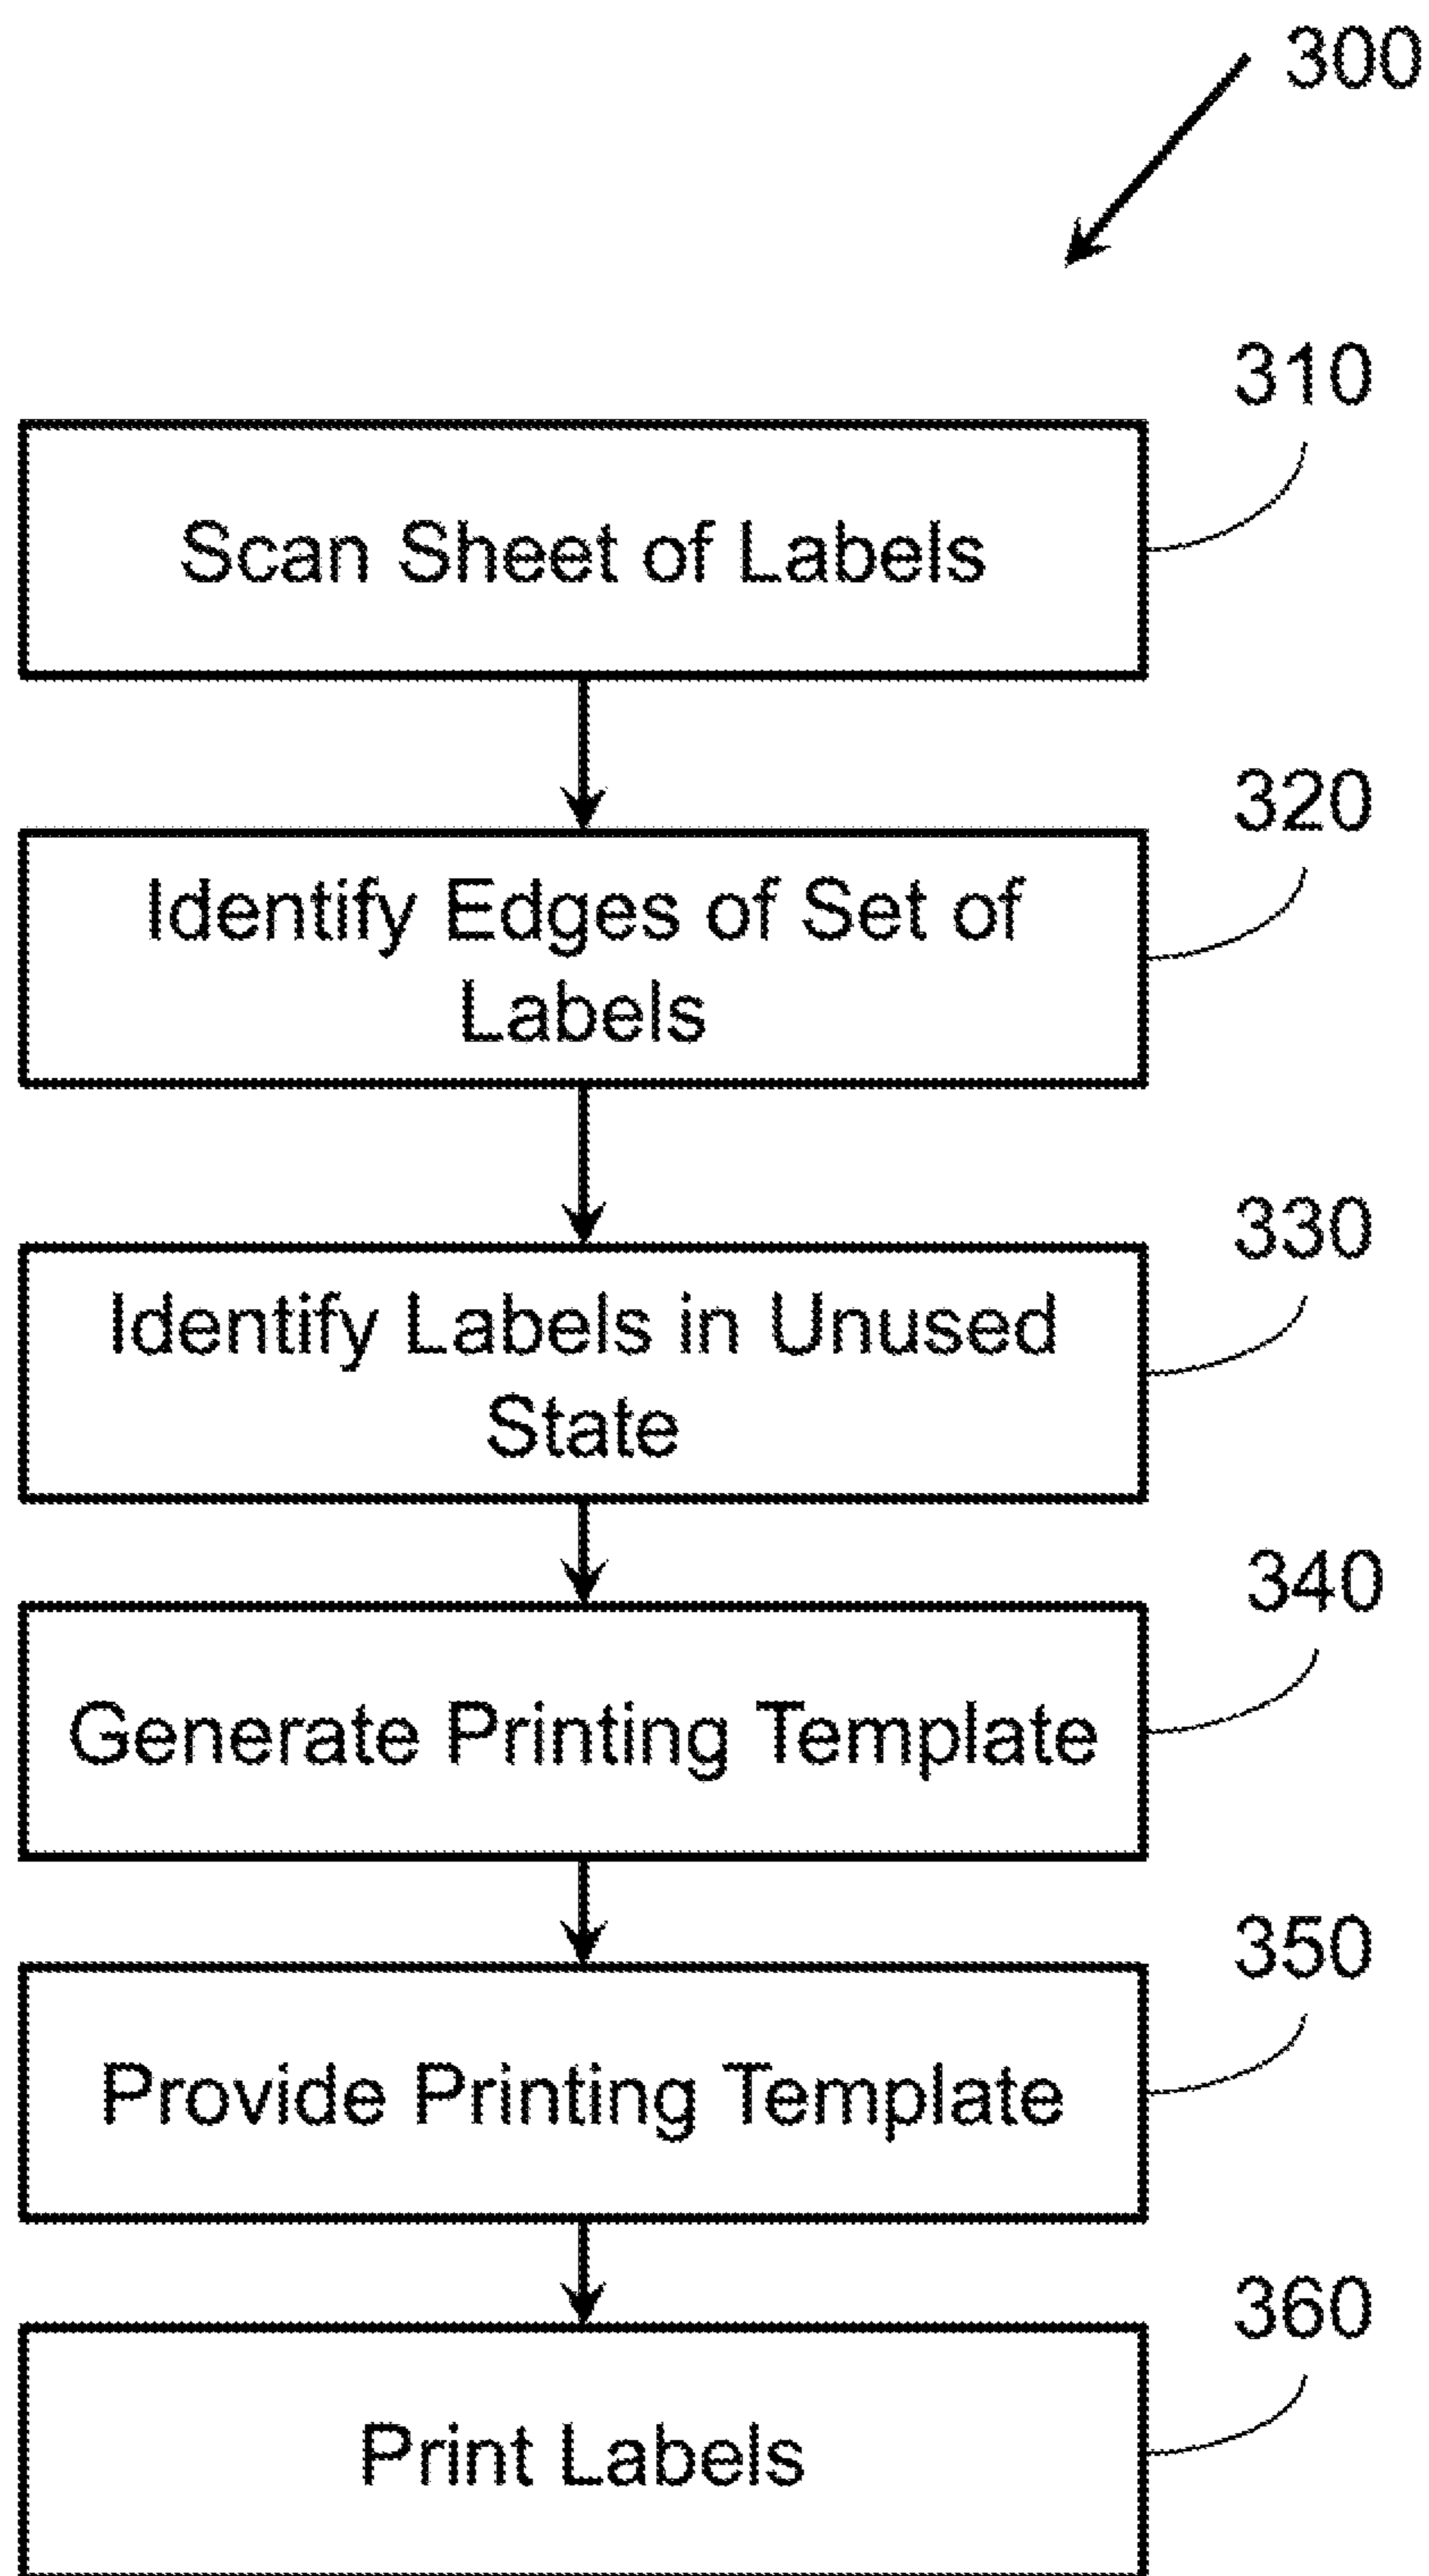 300
310
Scan Sheet of Labels
320
Identify Edges of Set of
Labels
330
Identify Labels in Unused
State
340
Generate Printing Template
350
Provide Printing Template
360
Print Labels